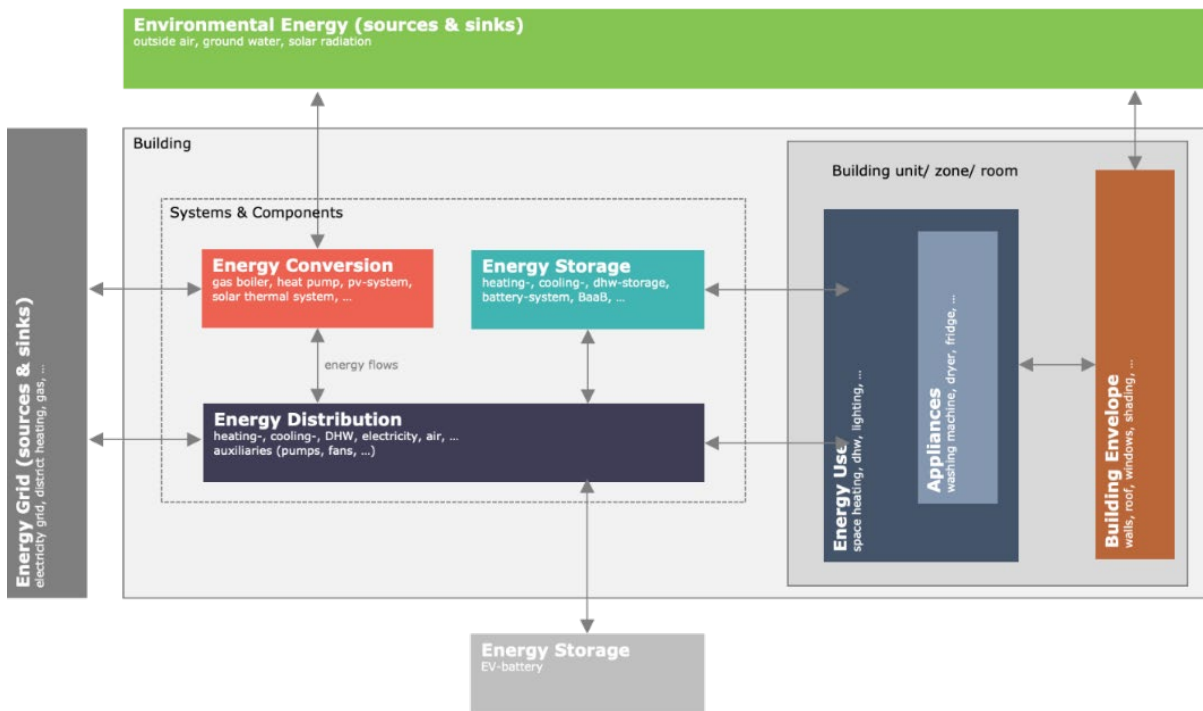 Environmental Energy (sources & sinks)
outside air, ground water, solar radiation
Building
Building unit/ zone/ room
Systems & Components
Energy Conversion
gas boiler, heat pump, pv-system,
solar thermal system, ...
Energy Storage
heating-, cooling-, dhw-storage,
battery-system, BaaB, ...
energy flows
Energy Distribution
heating-, cooling-, DHW, electricity, air, ...
auxiliaries (pumps, fans, ...)
Energy Grid (sources & sinks)
electricity grid, district heating, gas, ...
Energy Use
space heating, dhw, lighting, ...
Appliances
washing machine, dryer, fridge, ...
Building Envelope
walls, roof, windows, shading, ...
Energy Storage
EV-battery